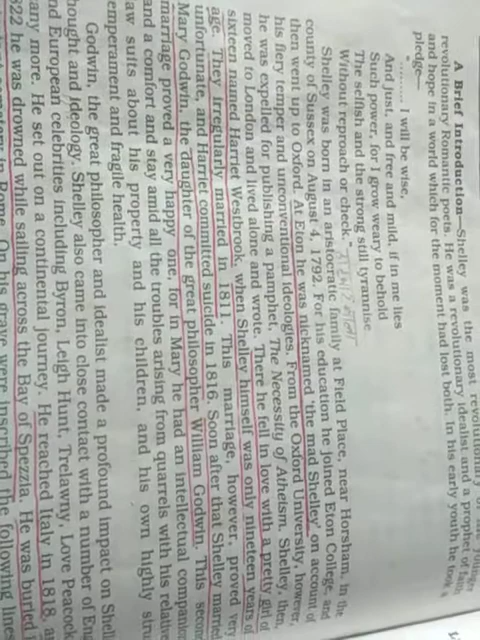 A Brief Introduction—Shelley was the most revolutionary of the younger
revolutionary Romantic poets. He was a revolutionary idealist and a prophet of faith
and hope in a world which for the moment had lost both. In his early youth he took a
pledge—
"......... I will be wise,
And just, and free and mild, if in me lies
Such power, for I grow weary to behold
The selfish and the strong still tyrannise
Without reproach or check.
Shelley was born in an aristocratic family at Field Place, near Horsham, in the
county of Sussex on August 4, 1792. For his education he joined Eton College, and
then went up to Oxford. At Eton he was nicknamed 'the mad Shelley' on account of
his fiery temper and unconventional ideologies. From the Oxford University, however,
he was expelled for publishing a pamphet, The Necessity of Atheism. Shelley, then,
moved to London and lived alone and wrote. There he fell in love with a pretty girl of
sixteen named Harriet Westbrook, when Shelley himself was only nineteen years of
age. They irregularly married in 1811. This marriage, however, proved very
unfortunate, and Harriet committed suicide in 1816. Soon after that Shelley married
Mary Godwin, the daughter of the great philosopher William Godwin. This second
marriage proved a very happy one, for in Mary he had an intellectual companion
and a comfort and stay amid all the troubles arising from quarrels with his relative
law suits about his property and his children, and his own highly stru
temperament and fragile health.
Godwin, the great philosopher and idealist made a profound impact on Shell
thought and ideology. Shelley also came into close contact with a number of Eng
nd European celebrities including Byron, Leigh Hunt, Trelawny, Love Peacock
any more. He set out on a continental journey. He reached Italy in 1818, a
822 he was drowned while sailing across the Bay of Spezzia. He was buried i
Rome. On his grave were inscribed the following lines